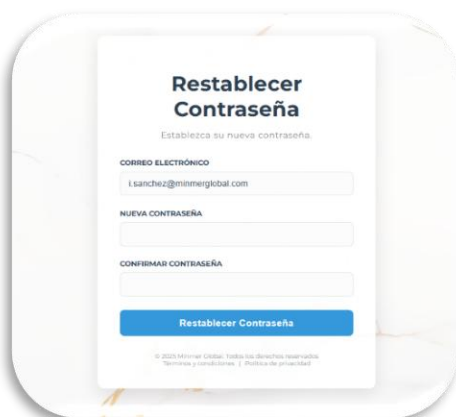 Restablecer
Contraseña
Establezca su nueva contraseña.
CORREO ELECTRÓNICO
i.sanchez@minmerglobal.com
NUEVA CONTRASEÑA
CONFIRMAR CONTRASEÑA
Restablecer Contraseña
© 2025 Minmer Global. Todos los derechos reservados.
Términos y condiciones | Política de privacidad